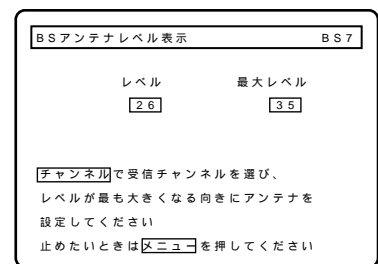 BSアンテナレベル表示 BS7
レベル 最大レベル
26 35
チャンネルで受信チャンネルを選び、
レベルが最も大きくなる向きにアンテナを
設定してください
止めたいときはメニューを押してください